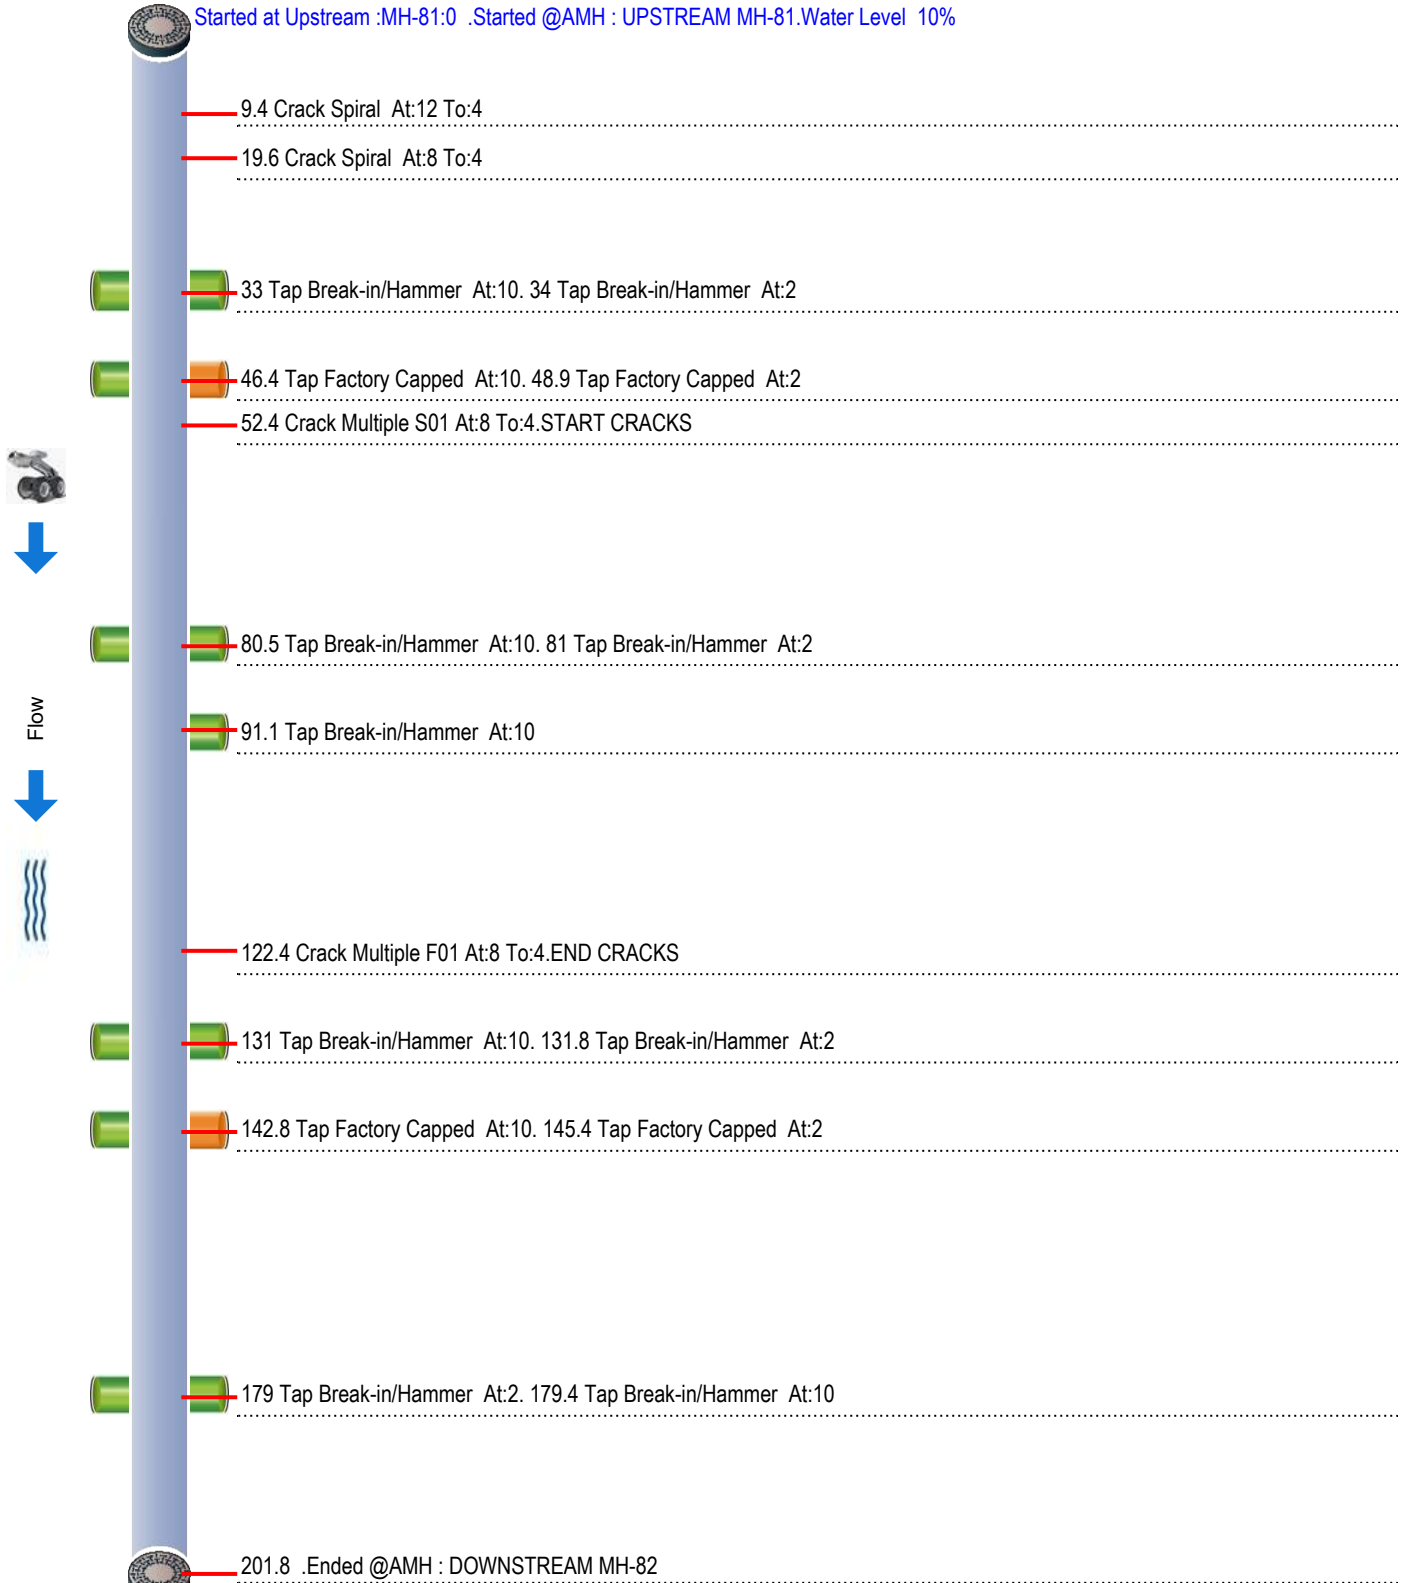 Started at Upstream :MH-81:0 .Started @AMH : UPSTREAM MH-81.Water Level 10%
9.4 Crack Spiral At:12 To:4
19.6 Crack Spiral At:8 To:4
33 Tap Break-in/Hammer At:10. 34 Tap Break-in/Hammer At:2
46.4 Tap Factory Capped At:10. 48.9 Tap Factory Capped At:2
52.4 Crack Multiple S01 At:8 To:4.START CRACKS
80.5 Tap Break-in/Hammer At:10. 81 Tap Break-in/Hammer At:2
Flow
91.1 Tap Break-in/Hammer At:10
122.4 Crack Multiple F01 At:8 To:4.END CRACKS
131 Tap Break-in/Hammer At:10. 131.8 Tap Break-in/Hammer At:2
142.8 Tap Factory Capped At:10. 145.4 Tap Factory Capped At:2
179 Tap Break-in/Hammer At:2. 179.4 Tap Break-in/Hammer At:10
201.8 .Ended @AMH : DOWNSTREAM MH-82